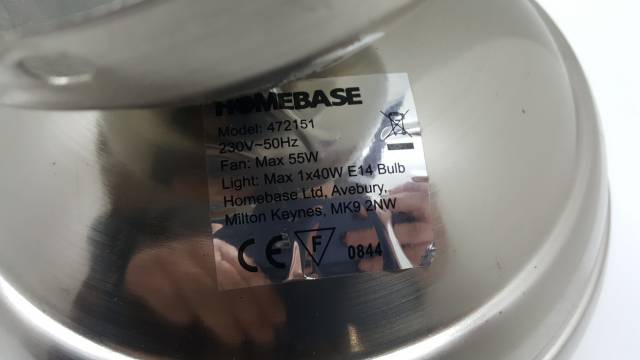 HOMEBASE
Model: 472151
230V~50Hz
Fan: Max 55W
Light: Max 1x40W E14 Bulb
Homebase Ltd, Avebury,
Milton Keynes, MK9 2NW
CE F 0844